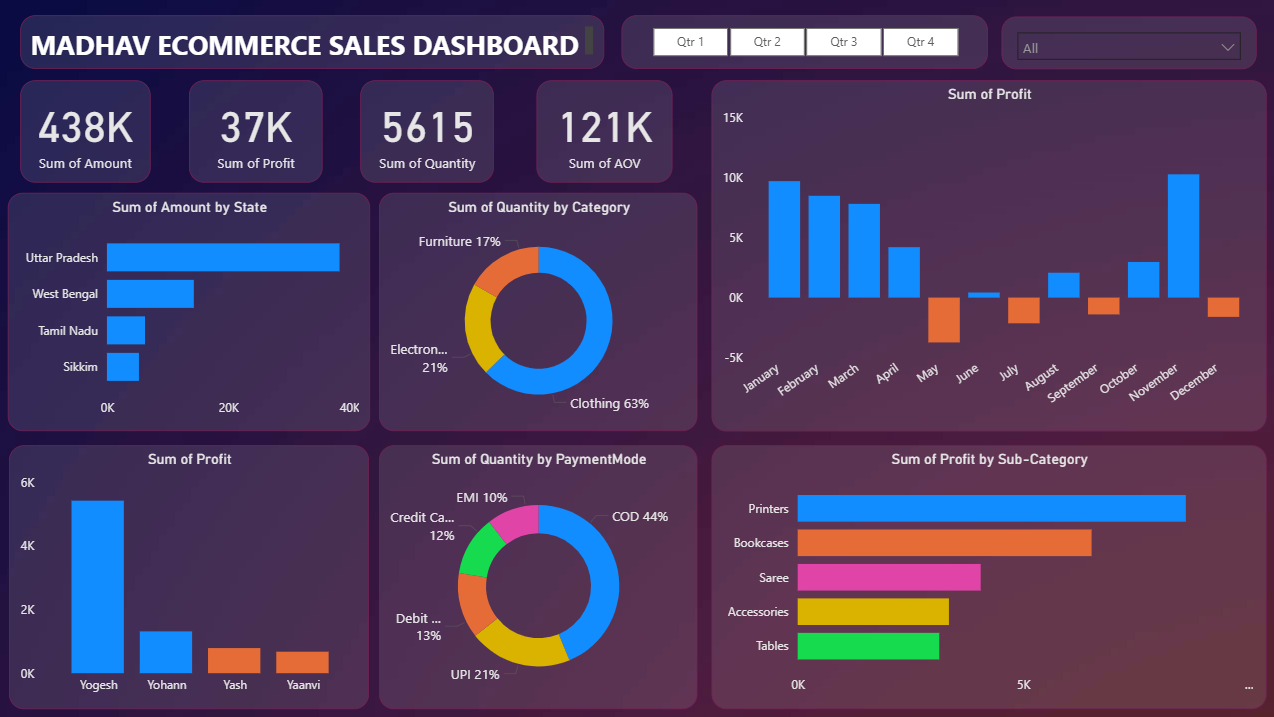 MADHAV ECOMMERCE SALES DASHBOARD
Qtr 1
Qtr 2
Qtr 3
Qtr 4
All
438K
Sum of Amount
37K
Sum of Profit
5615
Sum of Quantity
121K
Sum of AOV
Sum of Profit
15K
10K
5K
0K
-5K
January
February
March
April
May
June
July
August
September
October
November
December
Sum of Amount by State
Uttar Pradesh
West Bengal
Tamil Nadu
Sikkim
0K
20K
40K
Sum of Quantity by Category
Furniture 17%
Electron...
21%
Clothing 63%
Sum of Profit
6K
4K
2K
0K
Yogesh
Yohann
Yash
Yaanvi
Sum of Quantity by PaymentMode
EMI 10%
Credit Ca...
12%
COD 44%
Debit ...
13%
UPI 21%
Sum of Profit by Sub-Category
Printers
Bookcases
Saree
Accessories
Tables
0K
5K
...